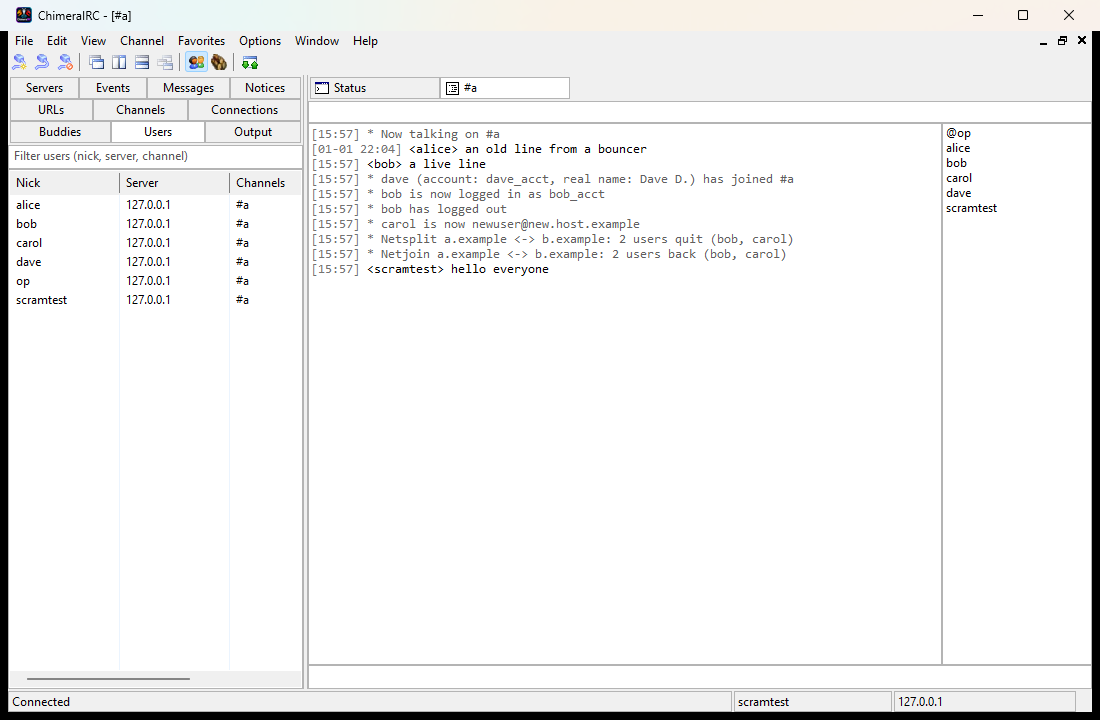 ChimeraIRC - [#a]
File Edit View Channel Favorites Options Window Help
Servers Events Messages Notices
URLs Channels Connections
Buddies Users Output
Filter users (nick, server, channel)
Nick Server Channels
alice 127.0.0.1 #a
bob 127.0.0.1 #a
carol 127.0.0.1 #a
dave 127.0.0.1 #a
op 127.0.0.1 #a
scramtest 127.0.0.1 #a
Status #a
[15:57] * Now talking on #a
[01-01 22:04] <alice> an old line from a bouncer
[15:57] <bob> a live line
[15:57] * dave (account: dave_acct, real name: Dave D.) has joined #a
[15:57] * bob is now logged in as bob_acct
[15:57] * bob has logged out
[15:57] * carol is now newuser@new.host.example
[15:57] * Netsplit a.example <-> b.example: 2 users quit (bob, carol)
[15:57] * Netjoin a.example <-> b.example: 2 users back (bob, carol)
[15:57] <scramtest> hello everyone
@op
alice
bob
carol
dave
scramtest
Connected scramtest 127.0.0.1